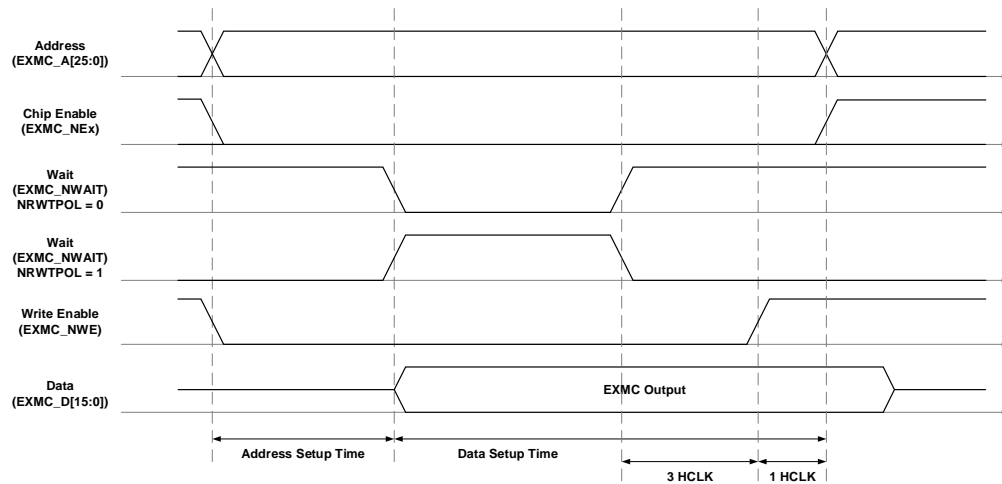 Address
(EXMC_A[25:0])
Chip Enable
(EXMC_NEx)
Wait
(EXMC_NWAIT)
NRWTPOL = 0
Wait
(EXMC_NWAIT)
NRWTPOL = 1
Write Enable
(EXMC_NWE)
Data
(EXMC_D[15:0])
EXMC Output
Address Setup Time
Data Setup Time
3 HCLK
1 HCLK